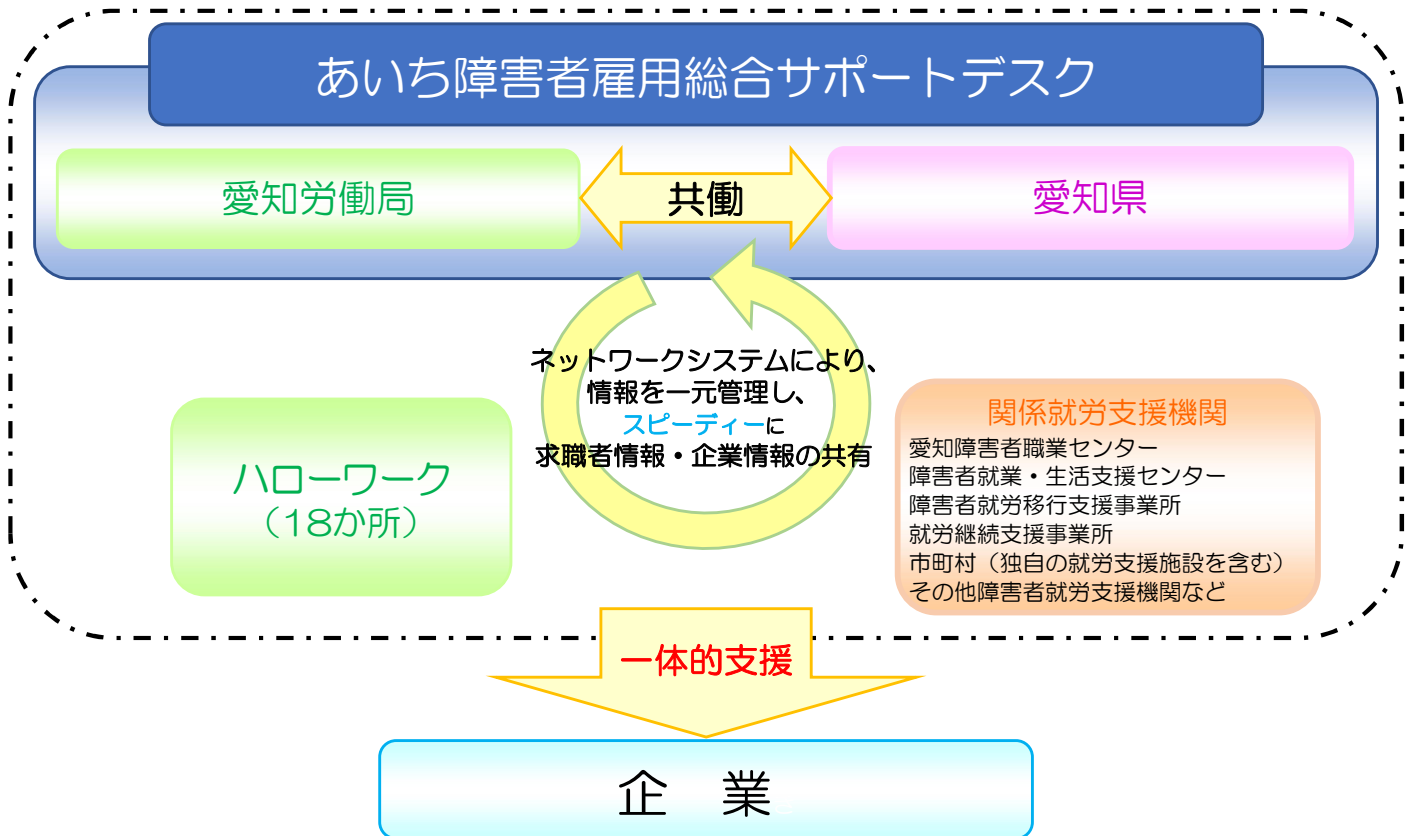 あいち障害者雇用総合サポートデスク
愛知労働局
共働
愛知県
ネットワークシステムにより、
情報を一元管理し、
スピーディーに
求職者情報・企業情報の共有
ハローワーク
（18か所）
関係就労支援機関
愛知障害者職業センター
障害者就業・生活支援センター
障害者就労移行支援事業所
就労継続支援事業所
市町村（独自の就労支援施設を含む）
その他障害者就労支援機関など
一体的支援
企　業